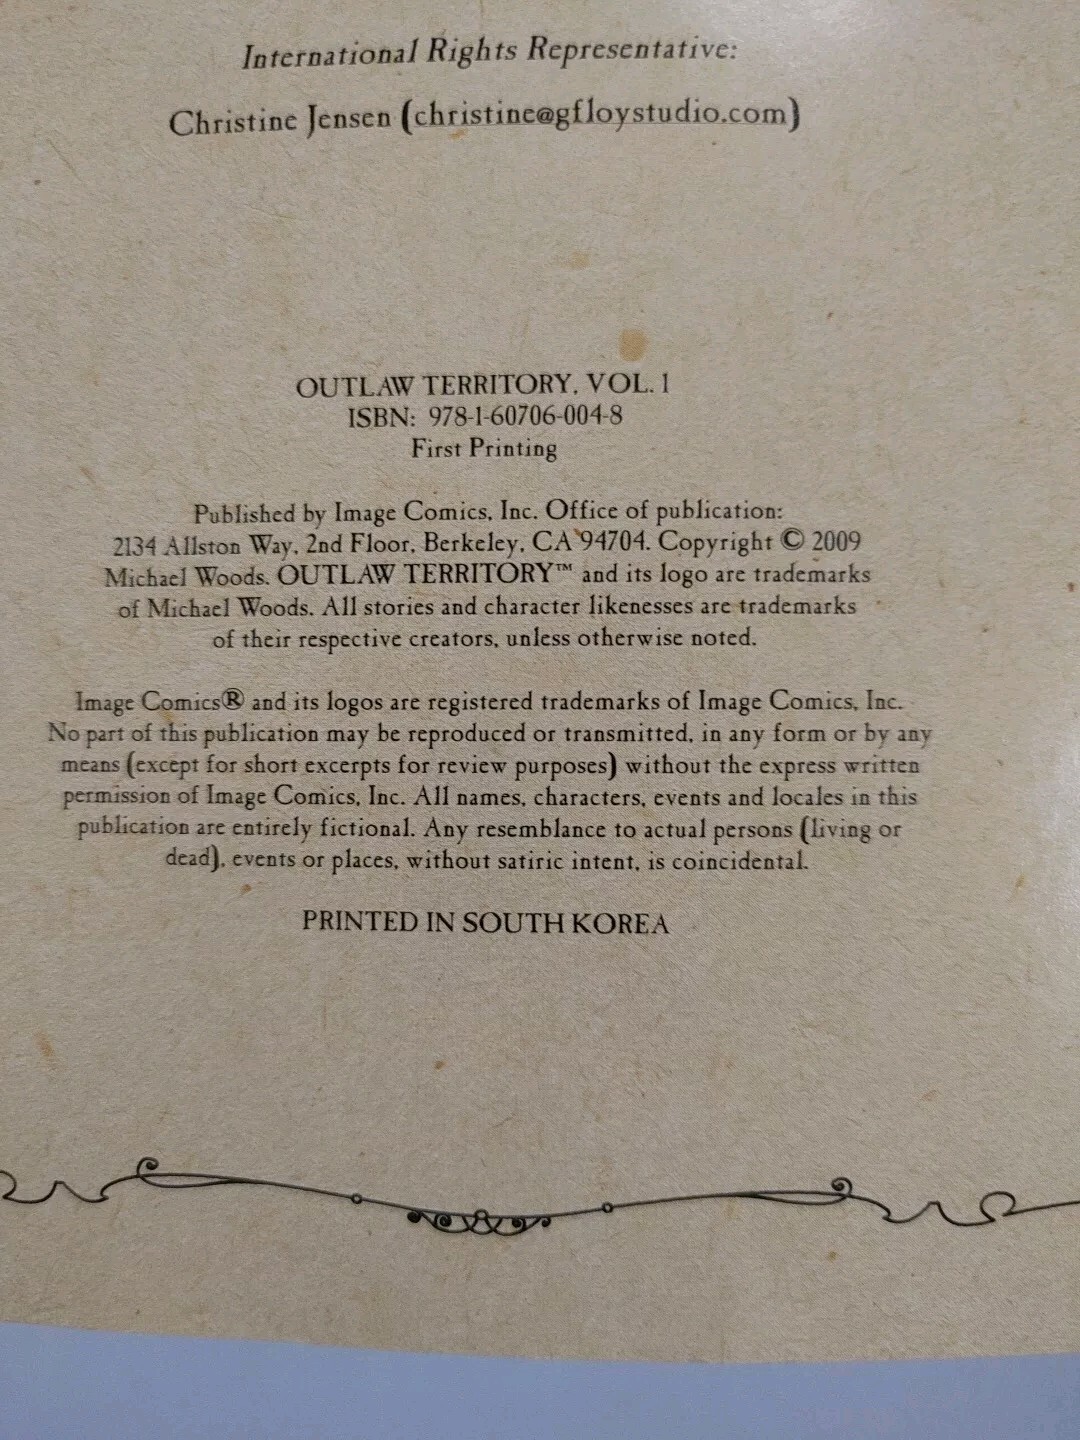 International Rights Representative:
Christine Jensen (christine@gfloystudio.com)
OUTLAW TERRITORY, VOL. 1
ISBN: 978-1-60706-004-8
First Printing
Published by Image Comics, Inc. Office of publication:
2134 Allston Way, 2nd Floor, Berkeley, CA 94704. Copyright © 2009
Michael Woods. OUTLAW TERRITORY™ and its logo are trademarks
of Michael Woods. All stories and character likenesses are trademarks
of their respective creators, unless otherwise noted.
Image Comics® and its logos are registered trademarks of Image Comics, Inc.
No part of this publication may be reproduced or transmitted, in any form or by any
means (except for short excerpts for review purposes) without the express written
permission of Image Comics, Inc. All names, characters, events and locales in this
publication are entirely fictional. Any resemblance to actual persons (living or
dead), events or places, without satiric intent, is coincidental.
PRINTED IN SOUTH KOREA